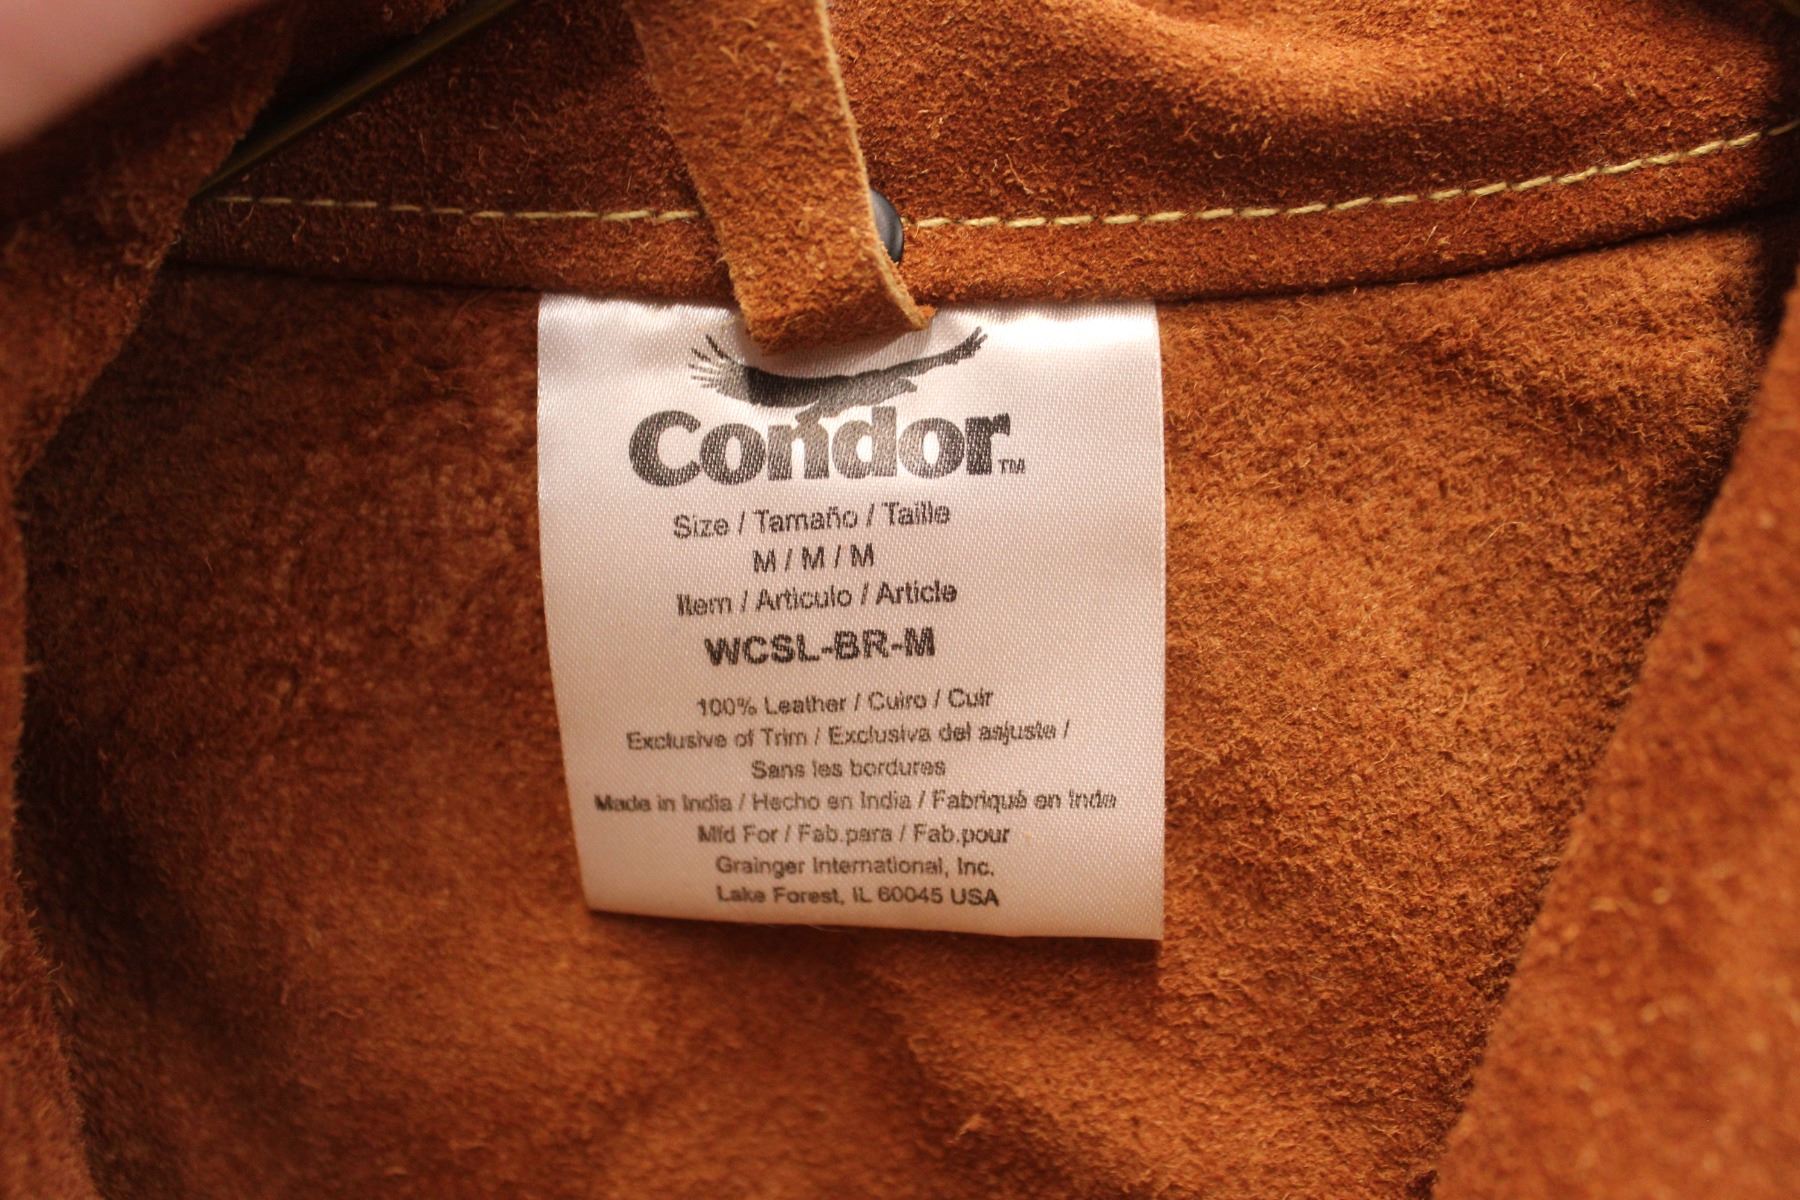 Condor™
Size / Tamaño / Taille
M / M / M
Item / Articulo / Article
WCSL-BR-M
100% Leather / Cuiro / Cuir
Exclusive of Trim / Exclusiva del asjuste /
Sans les bordures
Made in India / Hecho en India / Fabriqué en Inde
Mfd For / Fab.para / Fab.pour
Grainger International, Inc.
Lake Forest, IL 60045 USA